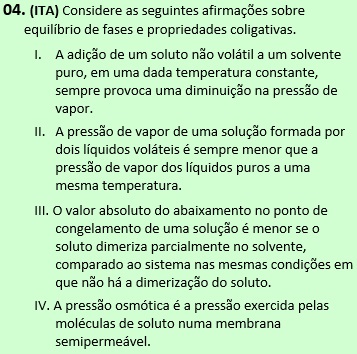 04. (ITA) Considere as seguintes afirmações sobre
equilíbrio de fases e propriedades coligativas.
I. A adição de um soluto não volátil a um solvente
puro, em uma dada temperatura constante,
sempre provoca uma diminuição na pressão de
vapor.
II. A pressão de vapor de uma solução formada por
dois líquidos voláteis é sempre menor que a
pressão de vapor dos líquidos puros a uma
mesma temperatura.
III. O valor absoluto do abaixamento no ponto de
congelamento de uma solução é menor se o
soluto dimeriza parcialmente no solvente,
comparado ao sistema nas mesmas condições em
que não há a dimerização do soluto.
IV. A pressão osmótica é a pressão exercida pelas
moléculas de soluto numa membrana
semipermeável.